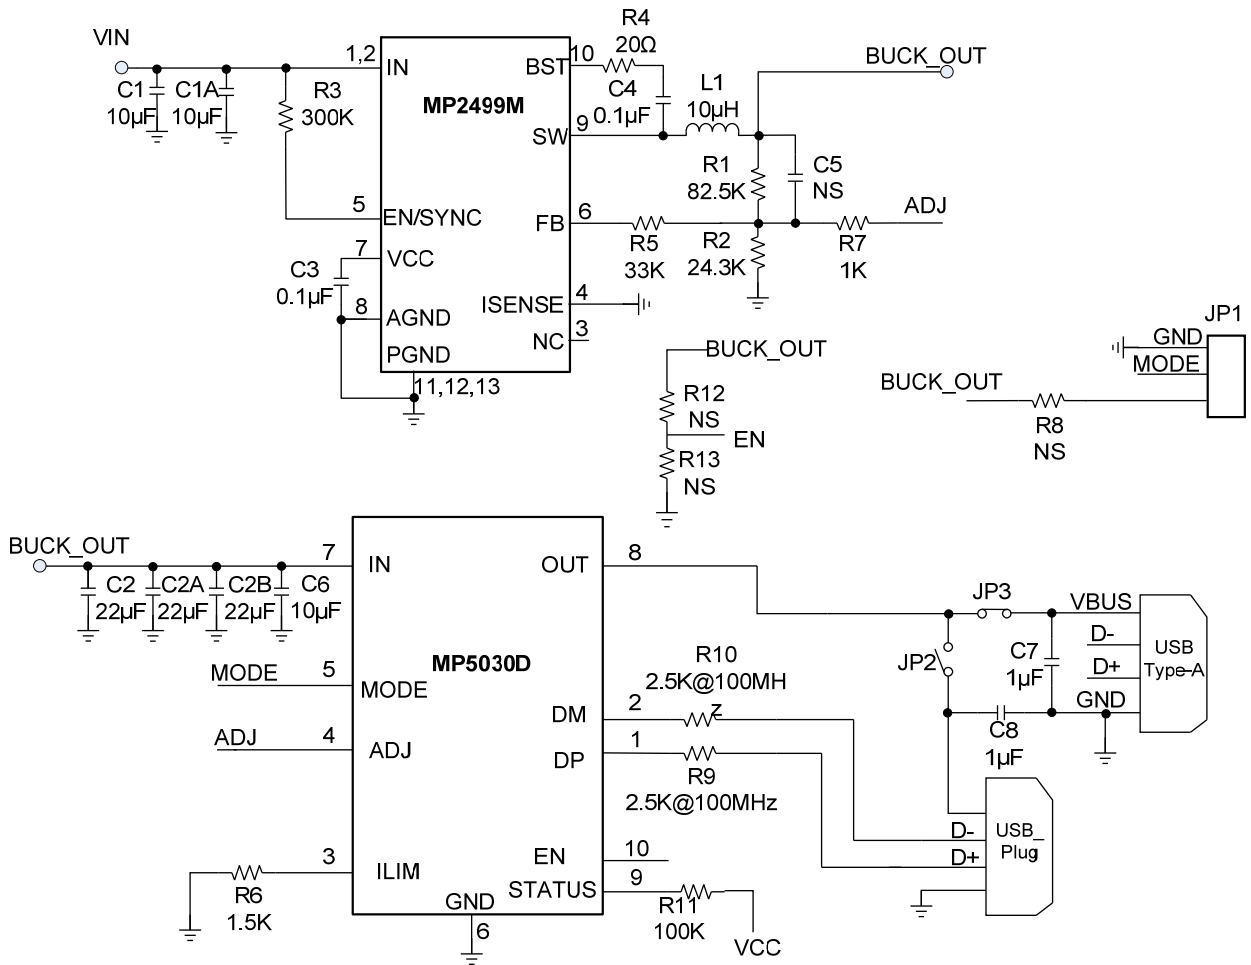 VIN
C1
10µF
C1A
10µF
R3
300K
1,2
IN
MP2499M
5
EN/SYNC
7
VCC
C3
0.1µF
8
AGND
PGND
11,12,13
BST
10
R4
20Ω
C4
0.1µF
SW
9
L1
10µH
BUCK_OUT
R1
82.5K
C5
NS
FB
6
R5
33K
R2
24.3K
R7
1K
ADJ
ISENSE
4
NC
3
BUCK_OUT
R12
NS
EN
R13
NS
JP1
GND
MODE
BUCK_OUT
R8
NS
BUCK_OUT
C2
22µF
C2A
22µF
C2B
22µF
C6
10µF
7
IN
MP5030D
MODE
5
MODE
ADJ
4
ADJ
3
ILIM
R6
1.5K
GND
6
OUT
8
DM
2
R10
2.5K@100MH
z
DP
1
R9
2.5K@100MHz
EN
10
STATUS
9
R11
100K
VCC
JP3
JP2
VBUS
D-
D+
GND
USB
Type-A
C7
1µF
C8
1µF
D-
D+
USB_
Plug